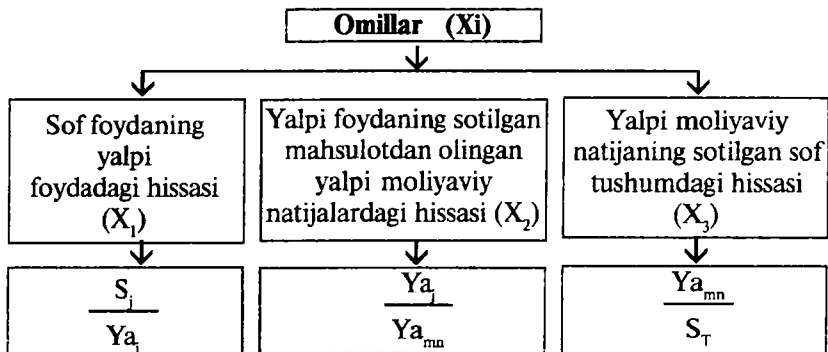 Omillar (Xi)
Sof foydaning
yalpi
foydadagi hissasi
(X₁)
Yalpi foydaning sotilgan
mahsulotdan olingan
yalpi moliyaviy
natijalardagi hissasi (X₂)
Yalpi moliyaviy
natijaning sotilgan sof
tushumdagi hissasi
(X₃)
Sⱼ
Yaⱼ
Yaⱼ
Yaₘₙ
Yaₘₙ
S_T